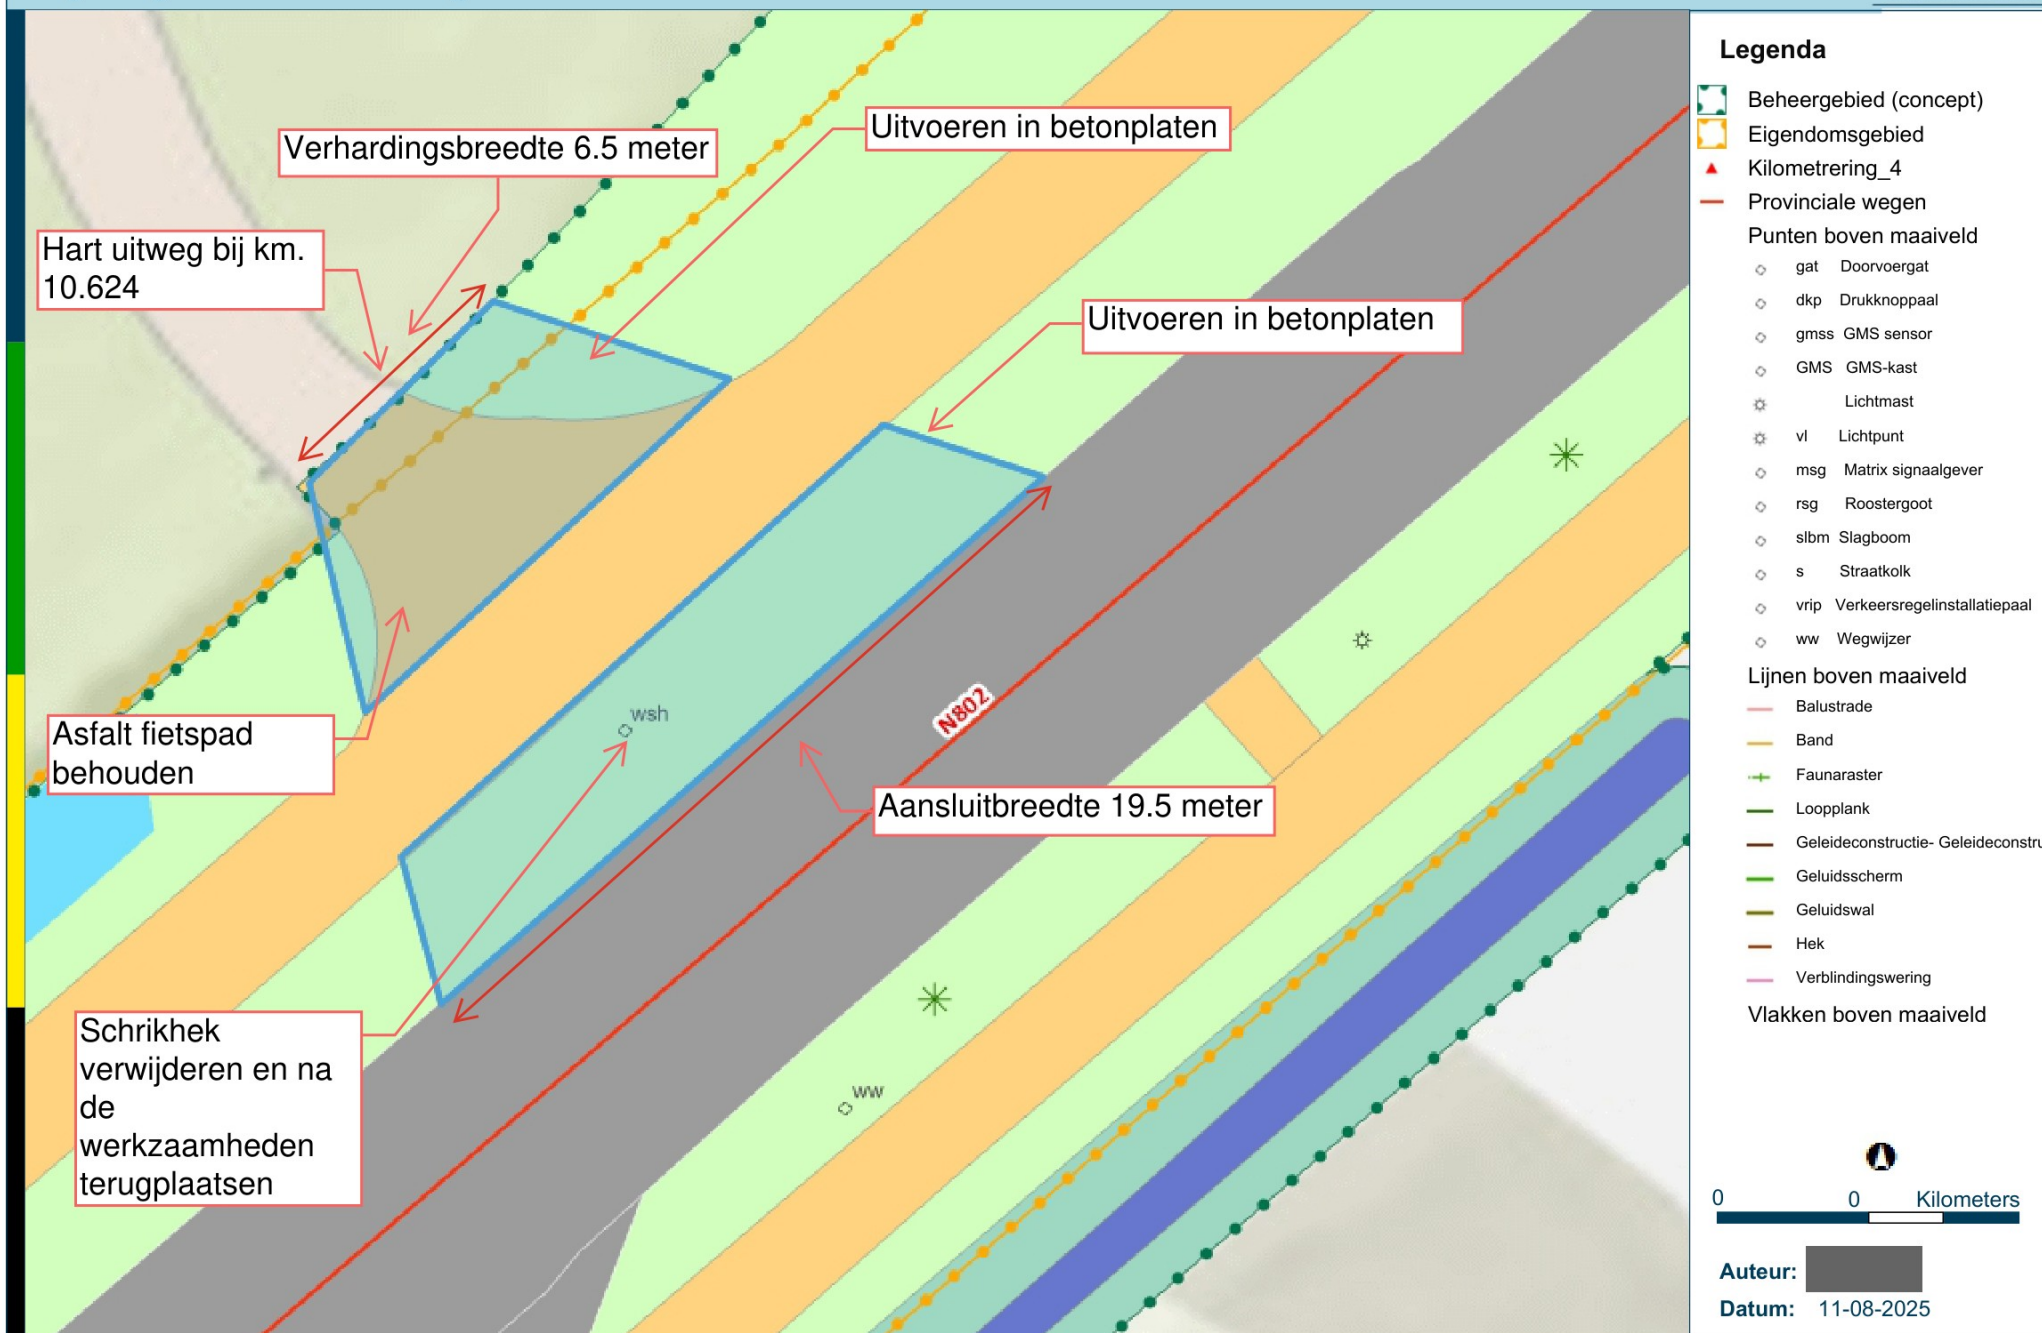 Verhardingsbreedte 6.5 meter
Uitvoeren in betonplaten
Hart uitweg bij km.
10.624
Uitvoeren in betonplaten
wsh
N802
Asfalt fietspad
behouden
Aansluitbreedte 19.5 meter
Schrikhek
verwijderen en na
de
werkzaamheden
terugplaatsen
ww
Legenda
Beheergebied (concept)
Eigendomsgebied
Kilometrering_4
Provinciale wegen
Punten boven maaiveld
gat Doorvoergat
dkp Drukknoppaal
gmss GMS sensor
GMS GMS-kast
Lichtmast
vl Lichtpunt
msg Matrix signaalgever
rsg Roostergoot
slbm Slagboom
s Straatkolk
vrip Verkeersregelinstallatiepaal
ww Wegwijzer
Lijnen boven maaiveld
Balustrade
Band
Faunaraster
Loopplank
Geleideconstructie- Geleideconstru
Geluidsscherm
Geluidswal
Hek
Verblindingswering
Vlakken boven maaiveld
0 0 Kilometers
Auteur:
Datum: 11-08-2025